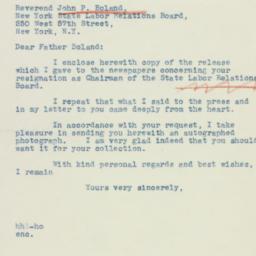 Reverend John P. Boland,
New York State Labor Relations Board,
250 West 57th Street,
New York, N.Y.
Dear Father Boland:
I enclose herewith copy of the release
which I gave to the newspapers concerning your
resignation as Chairman of the State Labor Relations
Board.
I repeat that what I said to the press and
in my letter to you came deeply from the heart.
In accordance with your request, I take
pleasure in sending you herewith an autographed
photograph. I am very glad indeed that you should
want it for your collection.
With kind personal regards and best wishes,
I remain
Yours very sincerely,
enc.